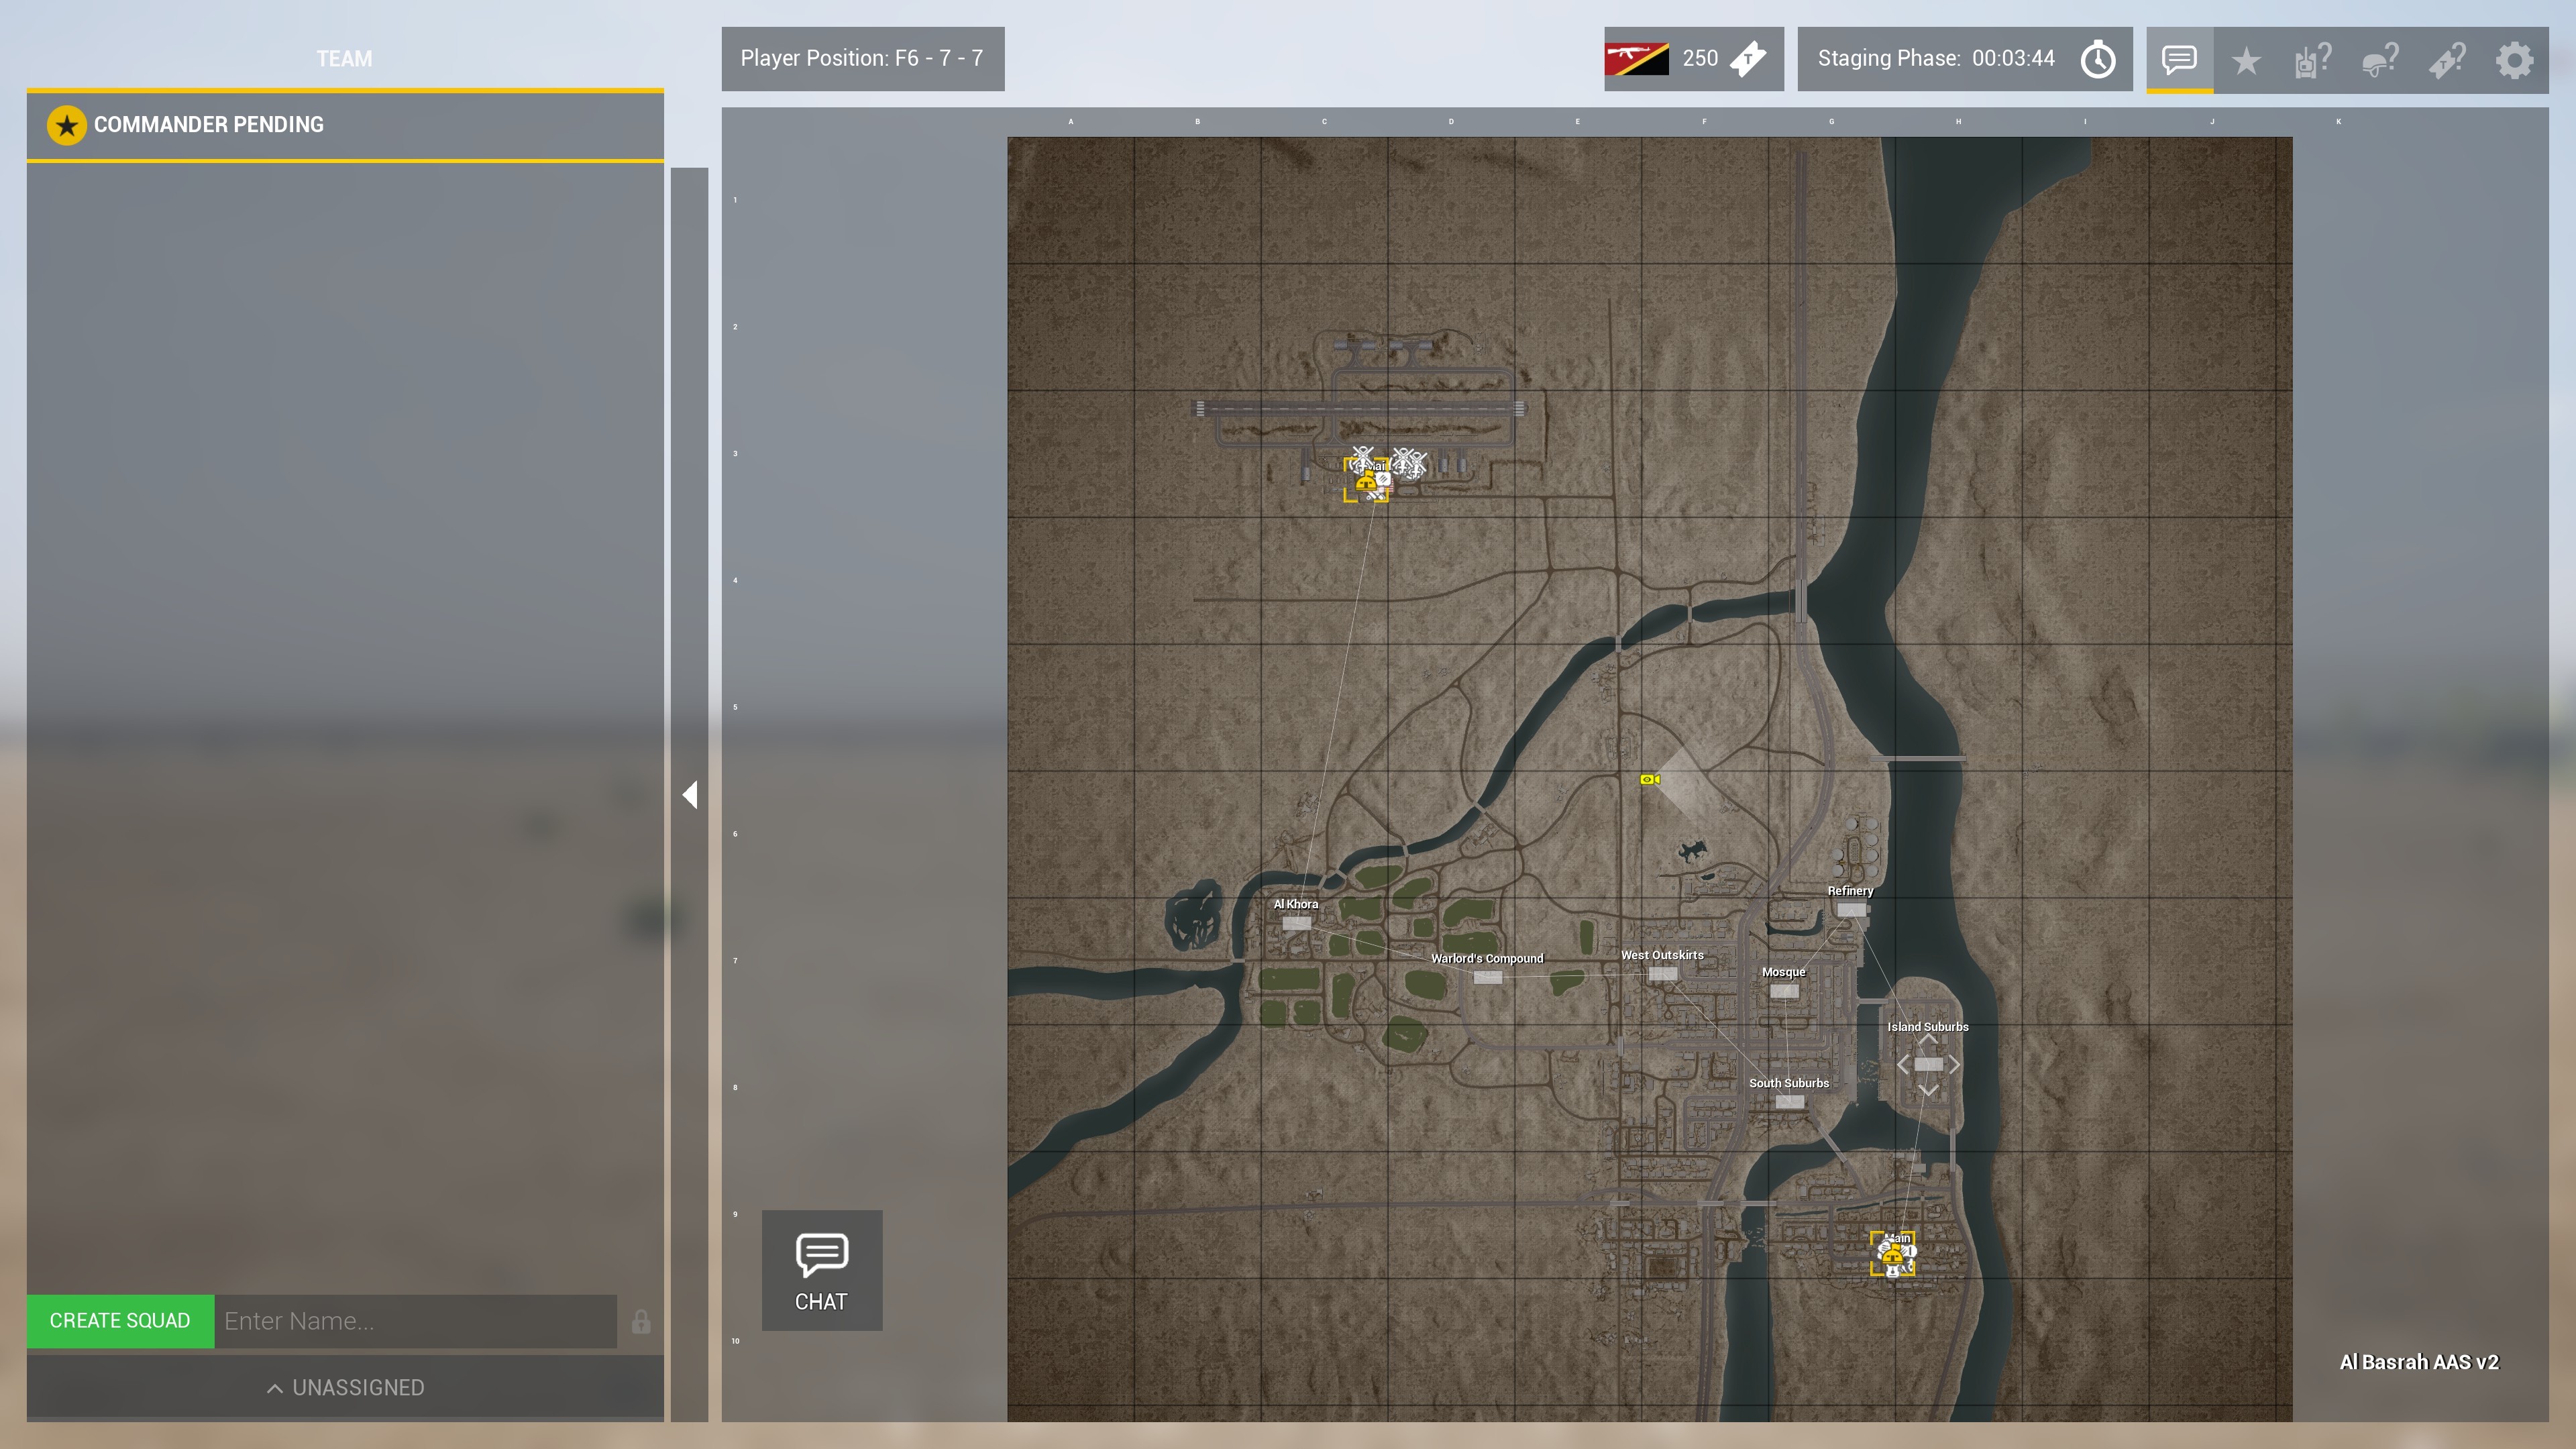 TEAM
Player Position: F6 - 7 - 7
250
Staging Phase: 00:03:44
COMMANDER PENDING
A B C D E F G H I J K
1
2
3
Main
4
5
6
Refinery
Al Khora
7
West Outskirts
Warlord's Compound
Mosque
Island Suburbs
8
South Suburbs
9
Main
CHAT
CREATE SQUAD
Enter Name...
10
Al Basrah AAS v2
UNASSIGNED